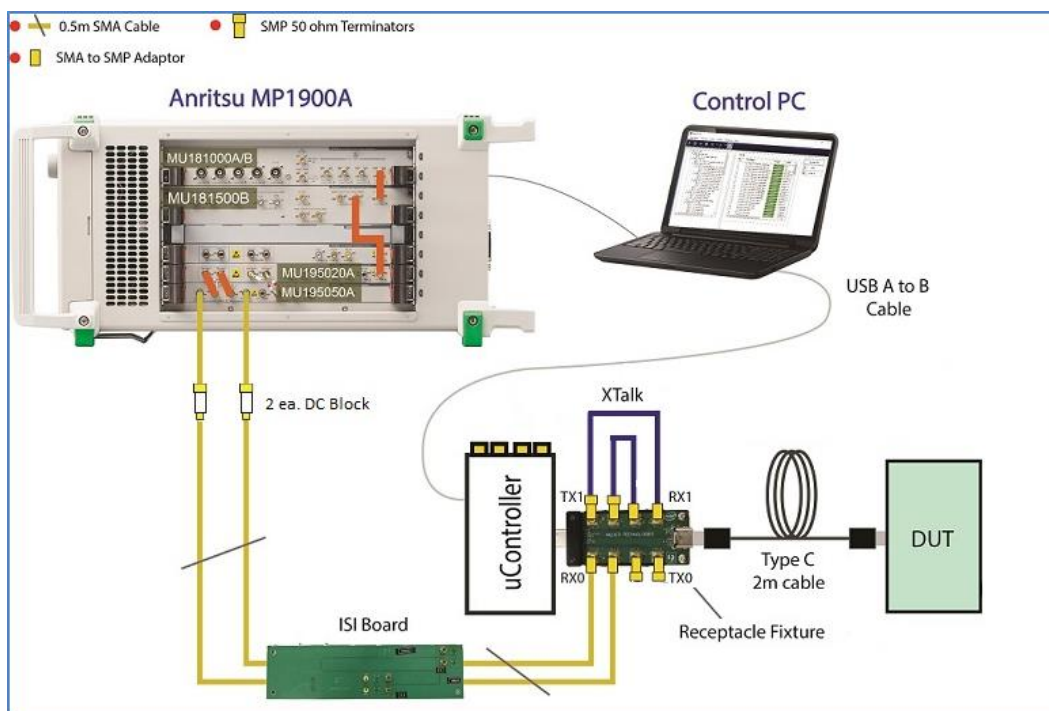 0.5m SMA Cable
SMP 50 ohm Terminators
SMA to SMP Adaptor
Anritsu MP1900A
Control PC
MU181000A/B
MU181500B
MU195020A
MU195050A
USB A to B
Cable
2 ea. DC Block
XTalk
uController
TX1
RX1
RX0
TX0
DUT
Type C
2m cable
Receptacle Fixture
ISI Board